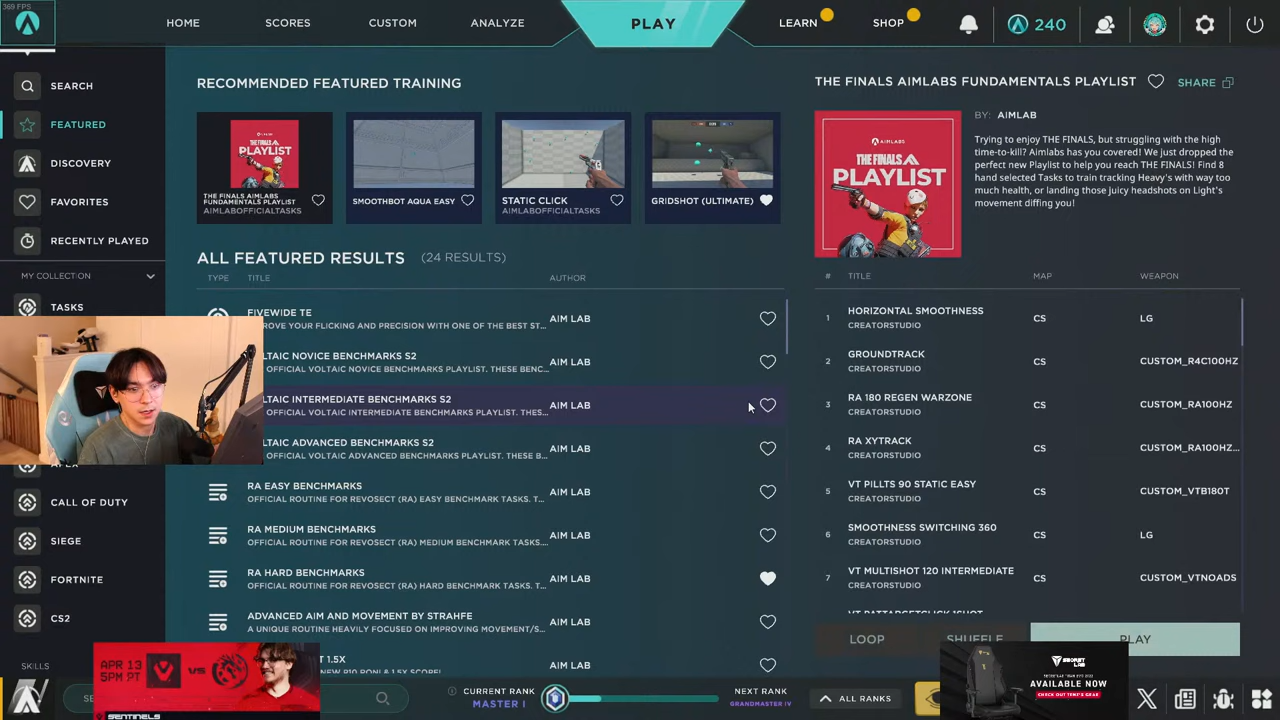 369 FPS
HOME
SCORES
CUSTOM
ANALYZE
PLAY
LEARN
SHOP
240
SEARCH
FEATURED
DISCOVERY
FAVORITES
RECENTLY PLAYED
MY COLLECTION
TASKS
CALL OF DUTY
SIEGE
FORTNITE
CS2
SKILLS
RECOMMENDED FEATURED TRAINING
THE FINALS AIMLABS
FUNDAMENTALS PLAYLIST
AIMLABOFFICIALTASKS
SMOOTHBOT AQUA EASY
STATIC CLICK
AIMLABOFFICIALTASKS
GRIDSHOT (ULTIMATE)
ALL FEATURED RESULTS (24 RESULTS)
TYPE TITLE AUTHOR
FIVEWIDE TE
ROVE YOUR FLICKING AND PRECISION WITH ONE OF THE BEST ST...
AIM LAB
LTAIC NOVICE BENCHMARKS S2
OFFICIAL VOLTAIC NOVICE BENCHMARKS PLAYLIST. THESE BENC...
AIM LAB
LTAIC INTERMEDIATE BENCHMARKS S2
OFFICIAL VOLTAIC INTERMEDIATE BENCHMARKS PLAYLIST. THES...
AIM LAB
LTAIC ADVANCED BENCHMARKS S2
OFFICIAL VOLTAIC ADVANCED BENCHMARKS PLAYLIST. THESE B...
AIM LAB
RA EASY BENCHMARKS
OFFICIAL ROUTINE FOR REVOSECT (RA) EASY BENCHMARK TASKS. T...
AIM LAB
RA MEDIUM BENCHMARKS
OFFICIAL ROUTINE FOR REVOSECT (RA) MEDIUM BENCHMARK TASKS....
AIM LAB
RA HARD BENCHMARKS
OFFICIAL ROUTINE FOR REVOSECT (RA) HARD BENCHMARK TASKS. T...
AIM LAB
ADVANCED AIM AND MOVEMENT BY STRAHFE
A UNIQUE ROUTINE HEAVILY FOCUSED ON IMPROVING MOVEMENT/S...
AIM LAB
1.5X
AIM LAB
THE FINALS AIMLABS FUNDAMENTALS PLAYLIST
SHARE
AIMLABS
THE FINALS
PLAYLIST
BY: AIMLAB
Trying to enjoy THE FINALS, but struggling with the high
time-to-kill? Aimlabs has you covered! We just dropped the
perfect new Playlist to help you reach THE FINALS! Find 8
hand selected Tasks to train tracking Heavy's with way too
much health, or landing those juicy headshots on Light's
movement diffing you!
# TITLE MAP WEAPON
1 HORIZONTAL SMOOTHNESS CS LG
CREATORSTUDIO
2 GROUNDTRACK CS CUSTOM_R4C100HZ
CREATORSTUDIO
3 RA 180 REGEN WARZONE CS CUSTOM_RA100HZ
CREATORSTUDIO
4 RA XYTRACK CS CUSTOM_RA100HZ...
CREATORSTUDIO
5 VT PILLTS 90 STATIC EASY CS CUSTOM_VTB180T
CREATORSTUDIO
6 SMOOTHNESS SWITCHING 360 CS LG
CREATORSTUDIO
7 VT MULTISHOT 120 INTERMEDIATE CS CUSTOM_VTNOADS
CREATORSTUDIO
LOOP
SHUFFLE
PLAY
APR 13
5PM PT
VS
SENTINELS
CURRENT RANK
MASTER I
NEXT RANK
GRANDMASTER IV
ALL RANKS
SECRETLAB
AVAILABLE NOW